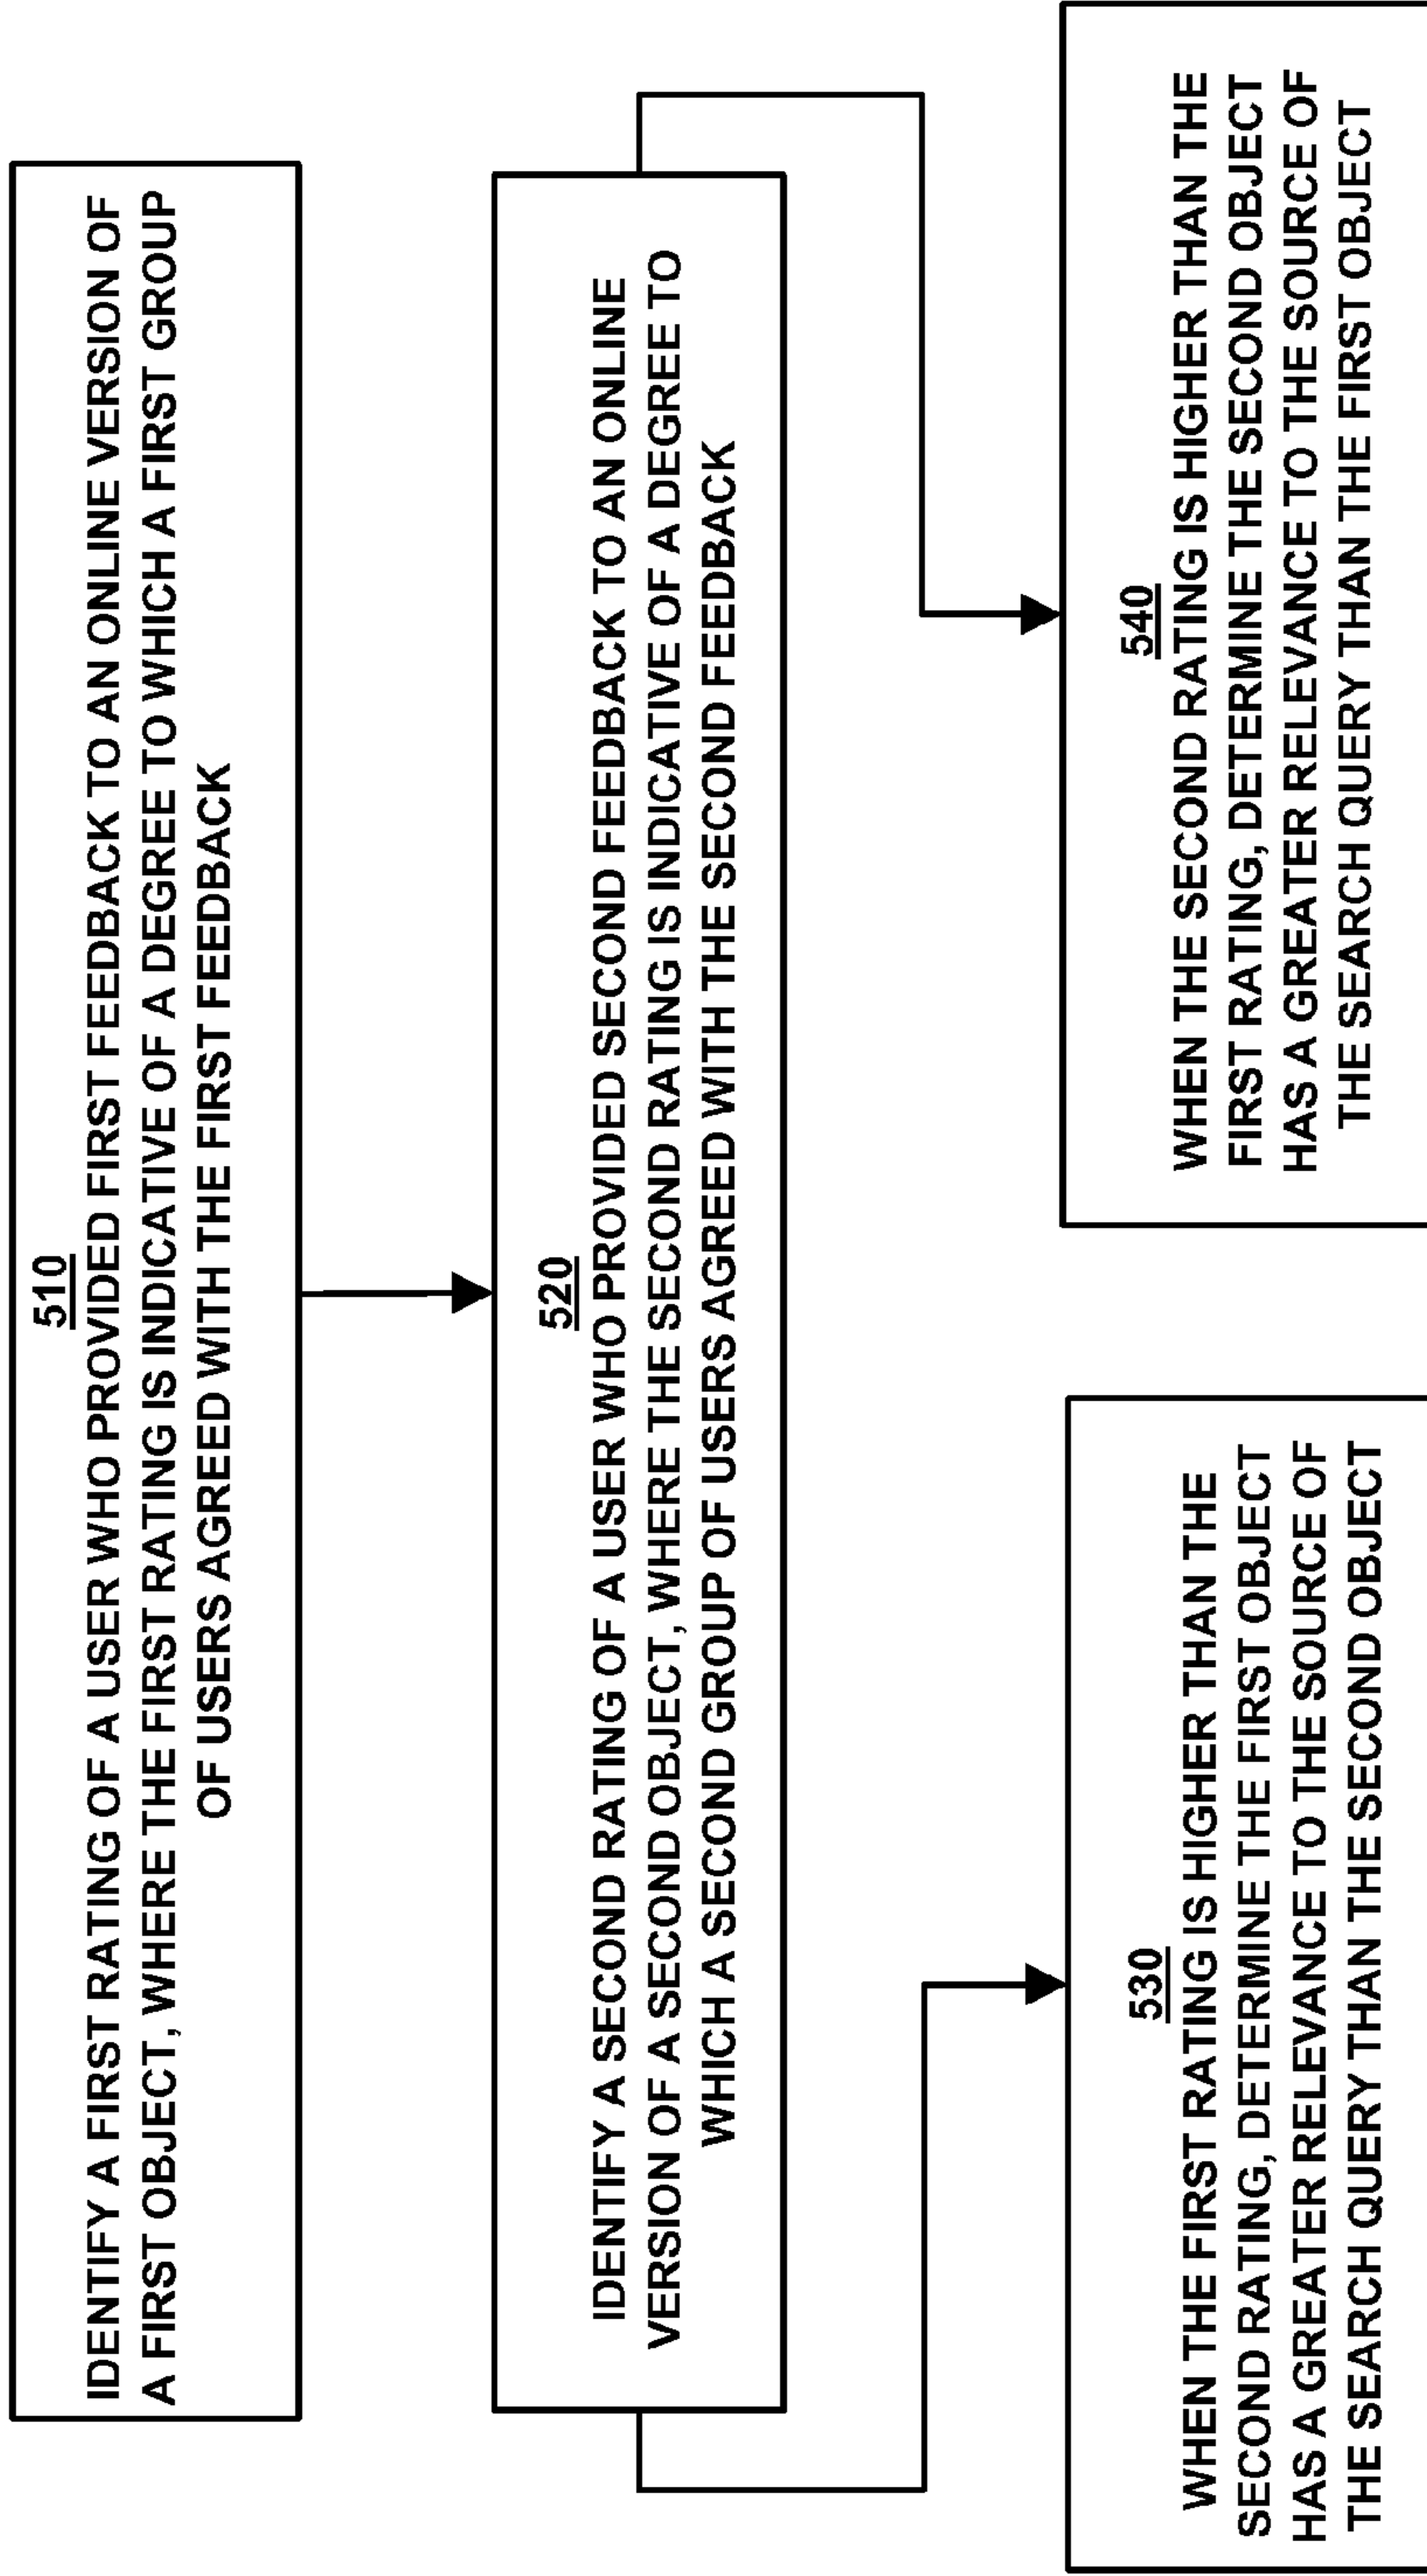 510
IDENTIFY A FIRST RATING OF A USER WHO PROVIDED FIRST FEEDBACK TO AN ONLINE VERSION OF
A FIRST OBJECT, WHERE THE FIRST RATING IS INDICATIVE OF A DEGREE TO WHICH A FIRST GROUP
OF USERS AGREED WITH THE FIRST FEEDBACK
520
IDENTIFY A SECOND RATING OF A USER WHO PROVIDED SECOND FEEDBACK TO AN ONLINE
VERSION OF A SECOND OBJECT, WHERE THE SECOND RATING IS INDICATIVE OF A DEGREE TO
WHICH A SECOND GROUP OF USERS AGREED WITH THE SECOND FEEDBACK
530
WHEN THE FIRST RATING IS HIGHER THAN THE
SECOND RATING, DETERMINE THE FIRST OBJECT
HAS A GREATER RELEVANCE TO THE SOURCE OF
THE SEARCH QUERY THAN THE SECOND OBJECT
540
WHEN THE SECOND RATING IS HIGHER THAN THE
FIRST RATING, DETERMINE THE SECOND OBJECT
HAS A GREATER RELEVANCE TO THE SOURCE OF
THE SEARCH QUERY THAN THE FIRST OBJECT